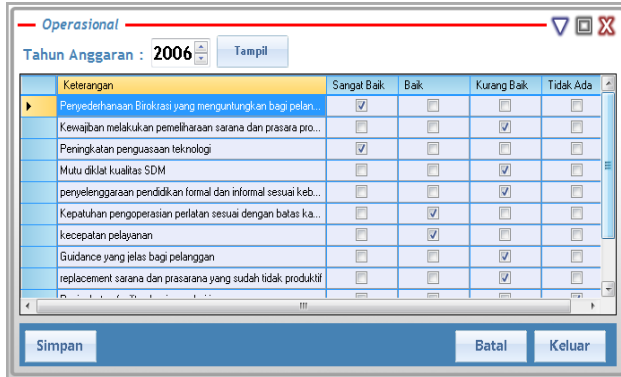 Operasional
Tahun Anggaran : 2006 Tampil
Keterangan Sangat Baik Baik Kurang Baik Tidak Ada
Penyederhanaan Birokrasi yang menguntungkan bagi pelan...
Kewajiban melakukan pemeliharaan sarana dan prasara pro...
Peningkatan penguasaan teknologi
Mutu diklat kualitas SDM
penyelenggaraan pendidikan formal dan informal sesuai keb...
Kepatuhan pengoperasian perlatan sesuai dengan batas ka...
kecepatan pelayanan
Guidance yang jelas bagi pelanggan
replacement sarana dan prasarana yang sudah tidak produktif
Simpan Batal Keluar